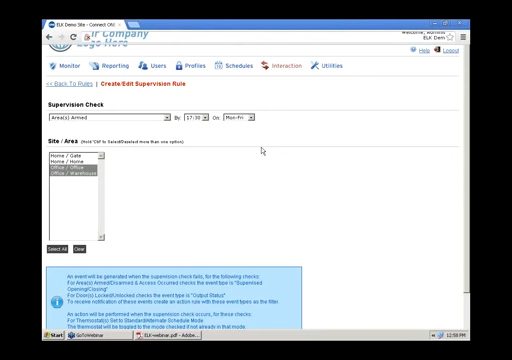 ELK Demo Site - Connect ONE
Company
Logo Here
ELK Dem
Help
Logout
Monitor
Reporting
Users
Profiles
Schedules
Interaction
Utilities
<< Back To Rules | Create/Edit Supervision Rule
Supervision Check
Area(s) Armed
By: 17:30 On: Mon-Fri
Site / Area (Hold 'Ctrl' to Select/Deselect more than one option)
Home / Gate
Home / Home
Office / Office
Office / Warehouse
Select All
Clear
An event will be generated when the supervision check fails, for the following checks:
For Area(s) Armed/Disarmed & Access Occurred checks the event type is "Supervised
Opening/Closing"
For Door(s) Locked/Unlocked checks the event type is "Output Status"
To receive notification of these events create an action rule with these event types as the filter.
An action will be performed when the supervision check occurs, for these checks:
For Thermostat(s) Set to Standard/Alternate Schedule Mode.
The thermostat will be toggled to the mode checked if not already in that mode.
Start
GoToWebinar
ELK-webinar.pdf - Adobe...
12:58 PM